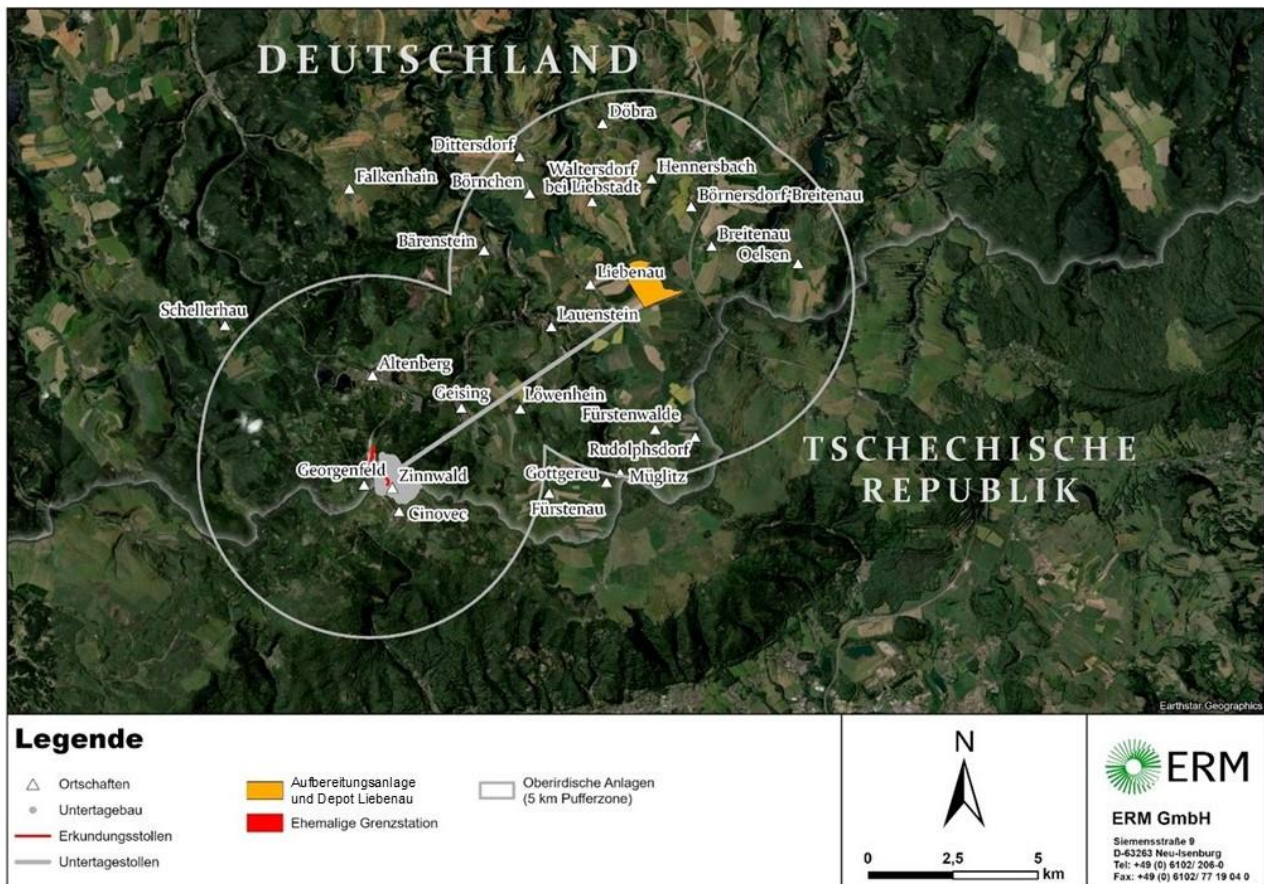 DEUTSCHLAND
Döbra
Dittersdorf
Waltersdorf
bei Liebstadt
Hennersbach
Falkenhain
Börnchen
Börnersdorf-Breitenau
Bärenstein
Breitenau
Oelsen
Liebenau
Schellerhau
Lauenstein
Altenberg
Geising
Löwenhein
Fürstenwalde
Rudolphsdorf
TSCHECHISCHE
REPUBLIK
Georgenfeld
Zinnwald
Gottgereu
Müglitz
Fürstenau
Cinovec
Earthstar Geographics
Legende
Ortschaften
Untertagebau
Erkundungsstollen
Untertagestollen
Aufbereitungsanlage
und Depot Liebenau
Ehemalige Grenzstation
Oberirdische Anlagen
(5 km Pufferzone)
N
0 2,5 5
km
ERM
ERM GmbH
Siemensstraße 9
D-63263 Neu-Isenburg
Tel: +49 (0) 6102/ 206-0
Fax: +49 (0) 6102/ 77 19 04 0